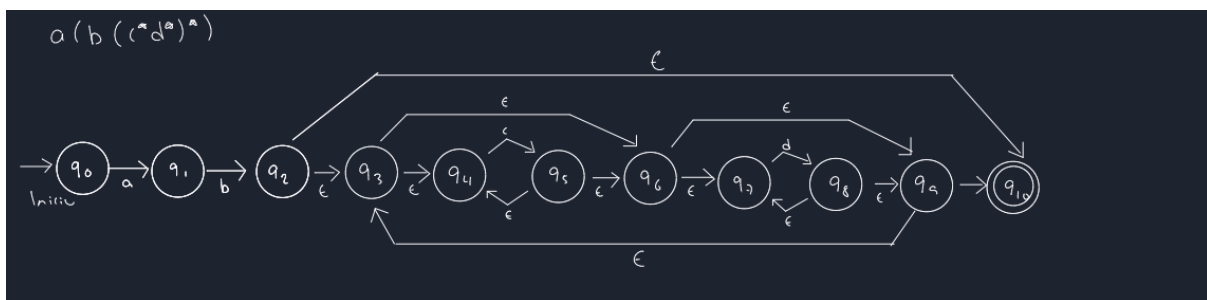 a(b((c*d*)*)
ϵ
ϵ ϵ
c d
q0 q1 q2 q3 q4 q5 q6 q7 q8 q9 q10
a b ϵ ϵ ϵ ϵ ϵ
Inicio
ϵ ϵ
ϵ